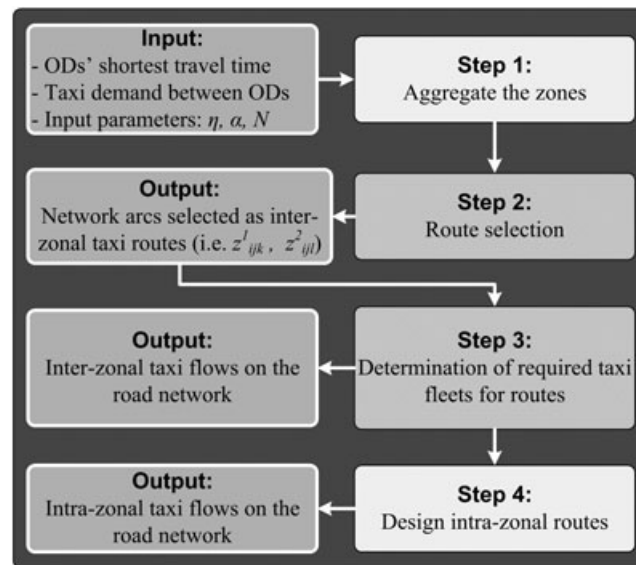 Input:
- ODs' shortest travel time
- Taxi demand between ODs
- Input parameters: η, α, N
Step 1:
Aggregate the zones
Output:
Network arcs selected as inter-
zonal taxi routes (i.e. z¹ijk , z²ijl)
Step 2:
Route selection
Output:
Inter-zonal taxi flows on the
road network
Step 3:
Determination of required taxi
fleets for routes
Output:
Intra-zonal taxi flows on the
road network
Step 4:
Design intra-zonal routes